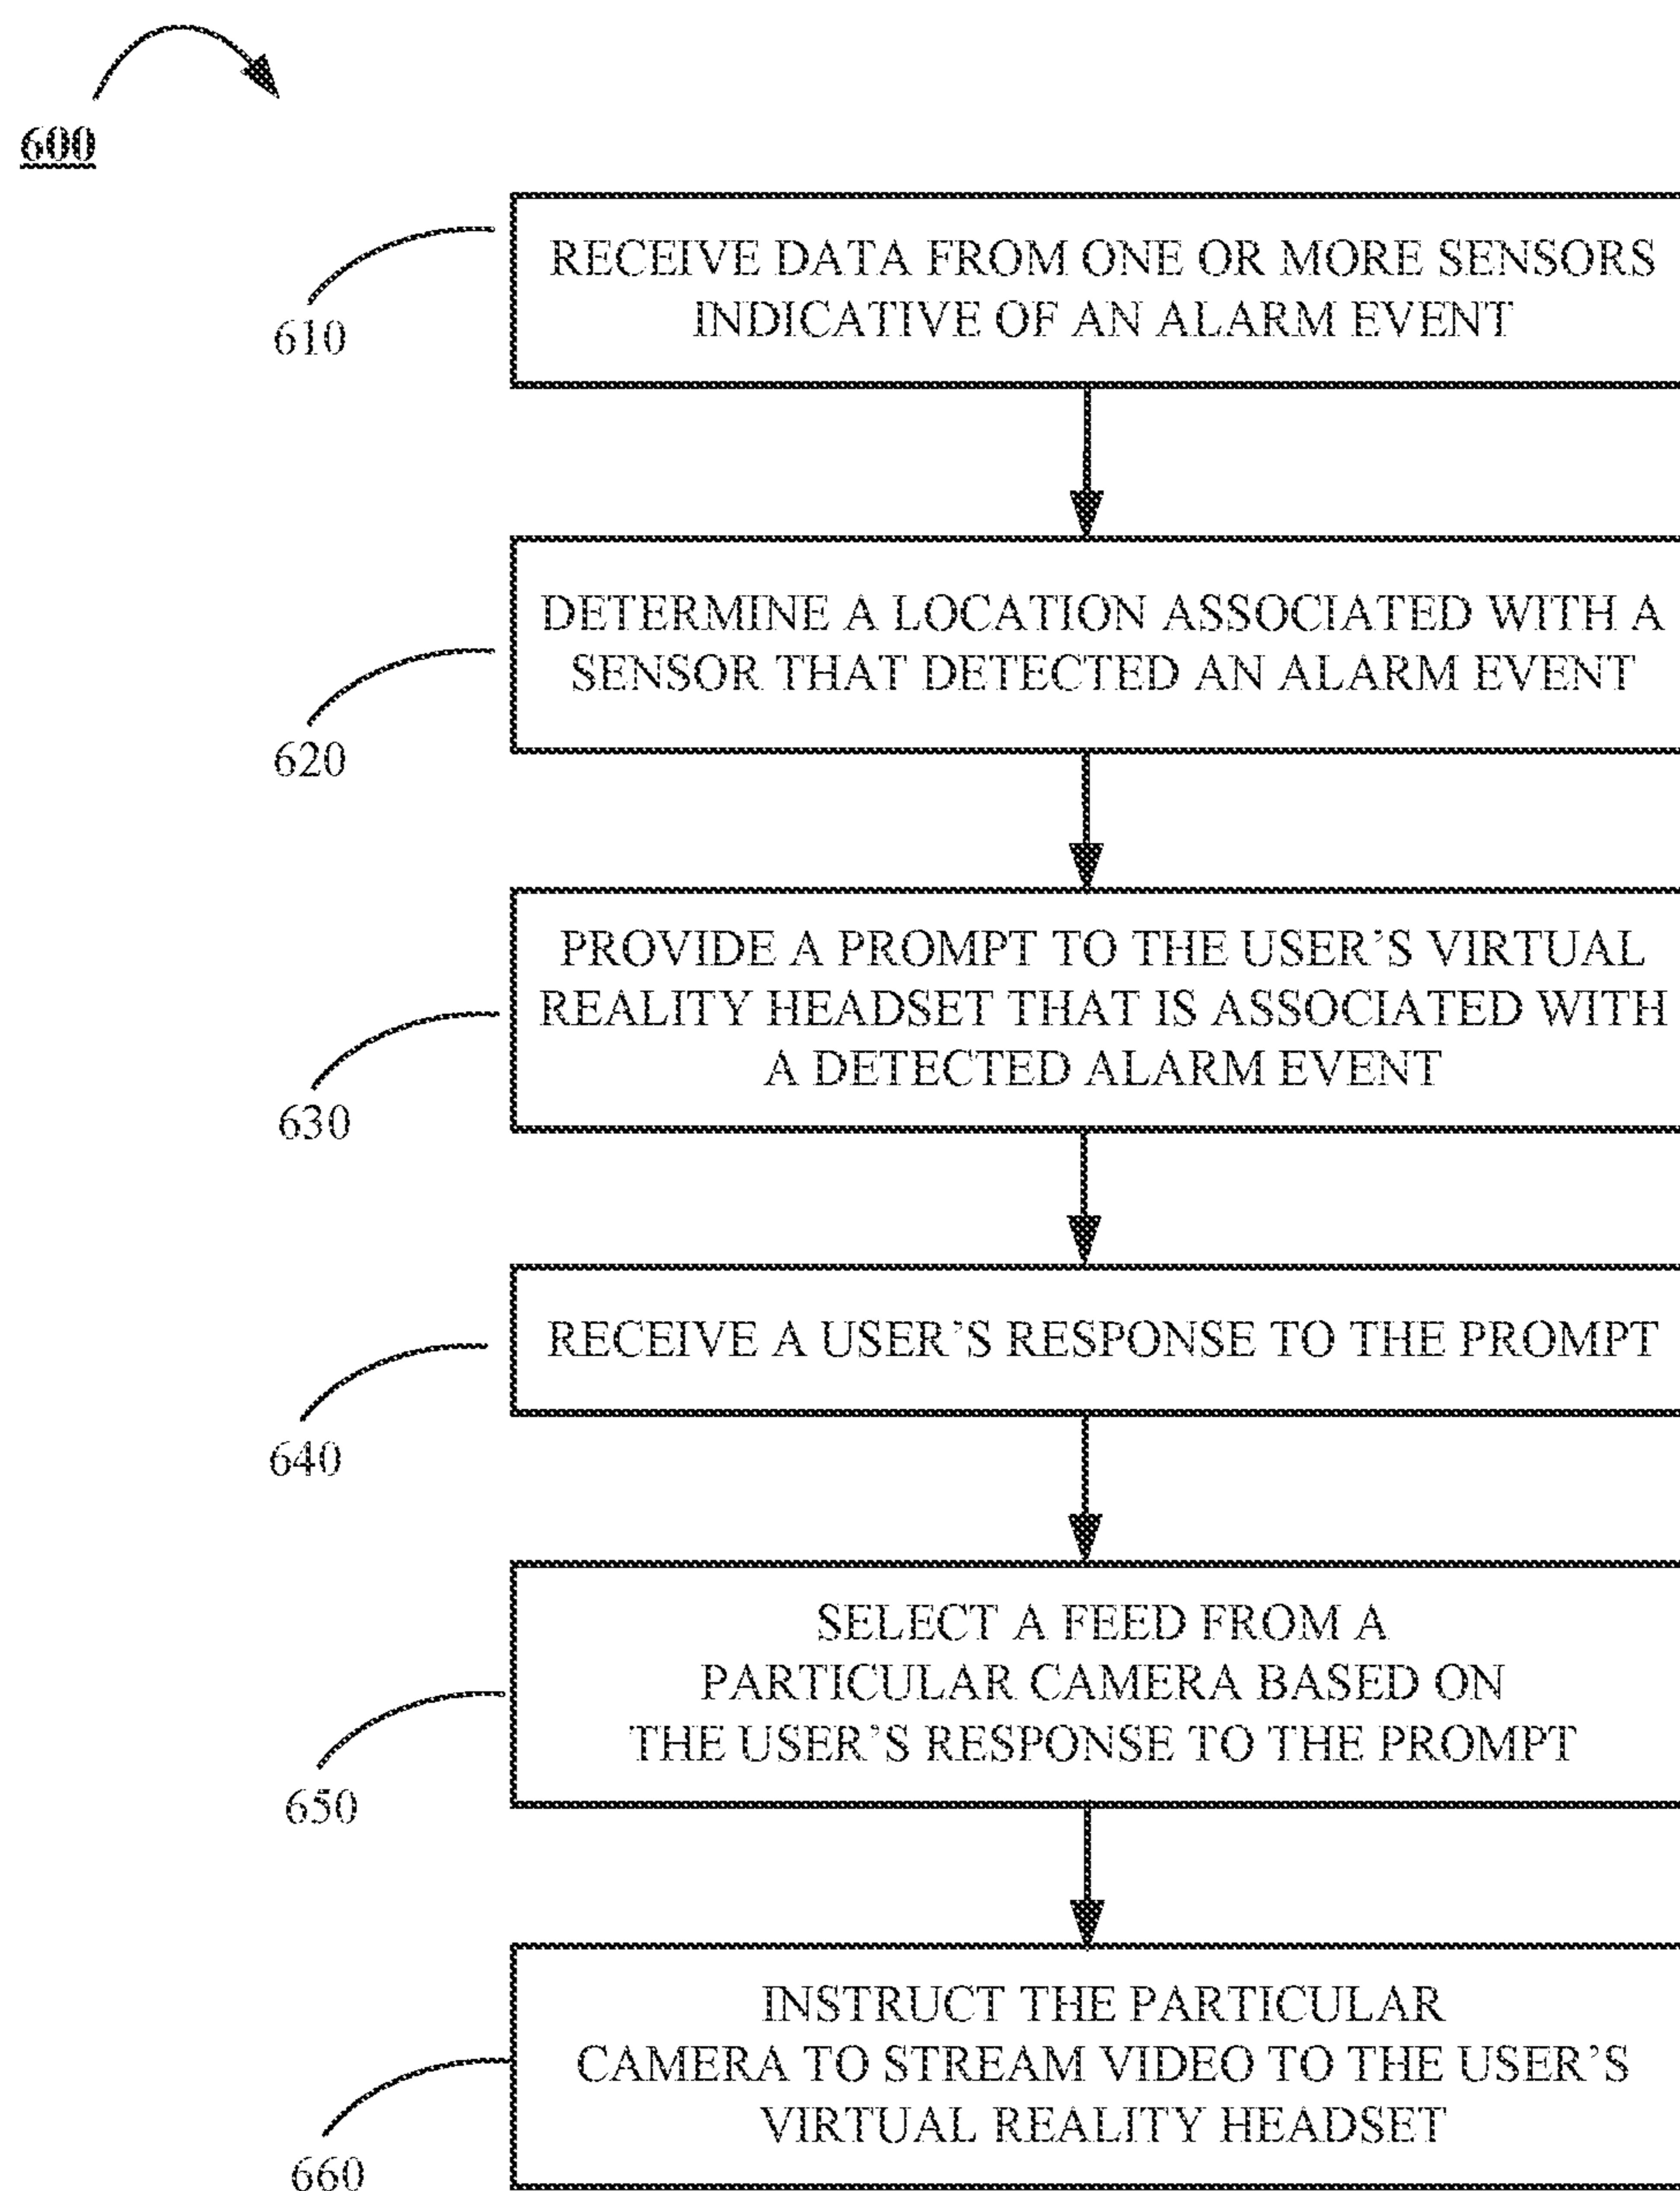 600
RECEIVE DATA FROM ONE OR MORE SENSORS
INDICATIVE OF AN ALARM EVENT
610
DETERMINE A LOCATION ASSOCIATED WITH A
SENSOR THAT DETECTED AN ALARM EVENT
620
PROVIDE A PROMPT TO THE USER'S VIRTUAL
REALITY HEADSET THAT IS ASSOCIATED WITH
A DETECTED ALARM EVENT
630
RECEIVE A USER'S RESPONSE TO THE PROMPT
640
SELECT A FEED FROM A
PARTICULAR CAMERA BASED ON
THE USER'S RESPONSE TO THE PROMPT
650
INSTRUCT THE PARTICULAR
CAMERA TO STREAM VIDEO TO THE USER'S
VIRTUAL REALITY HEADSET
660